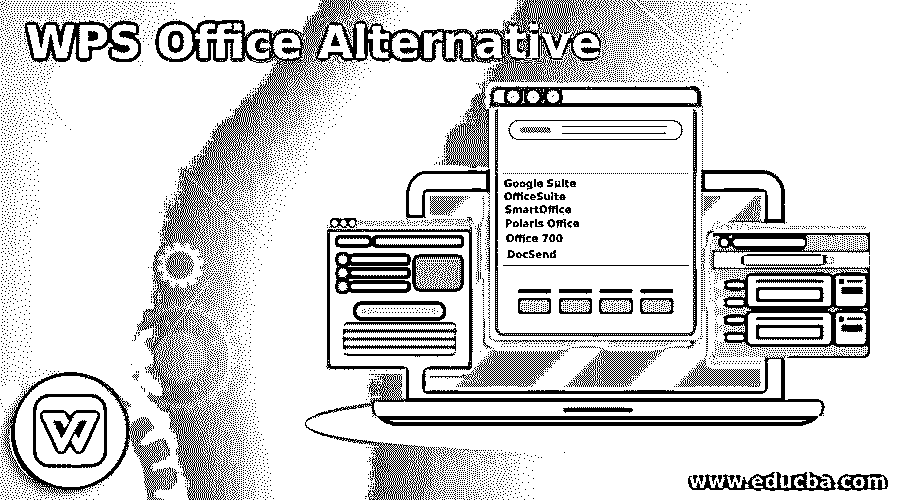 WPS Office Alternative
Google Suite
OfficeSuite
SmartOffice
Polaris Office
Office 700
DocSend
www.educba.com